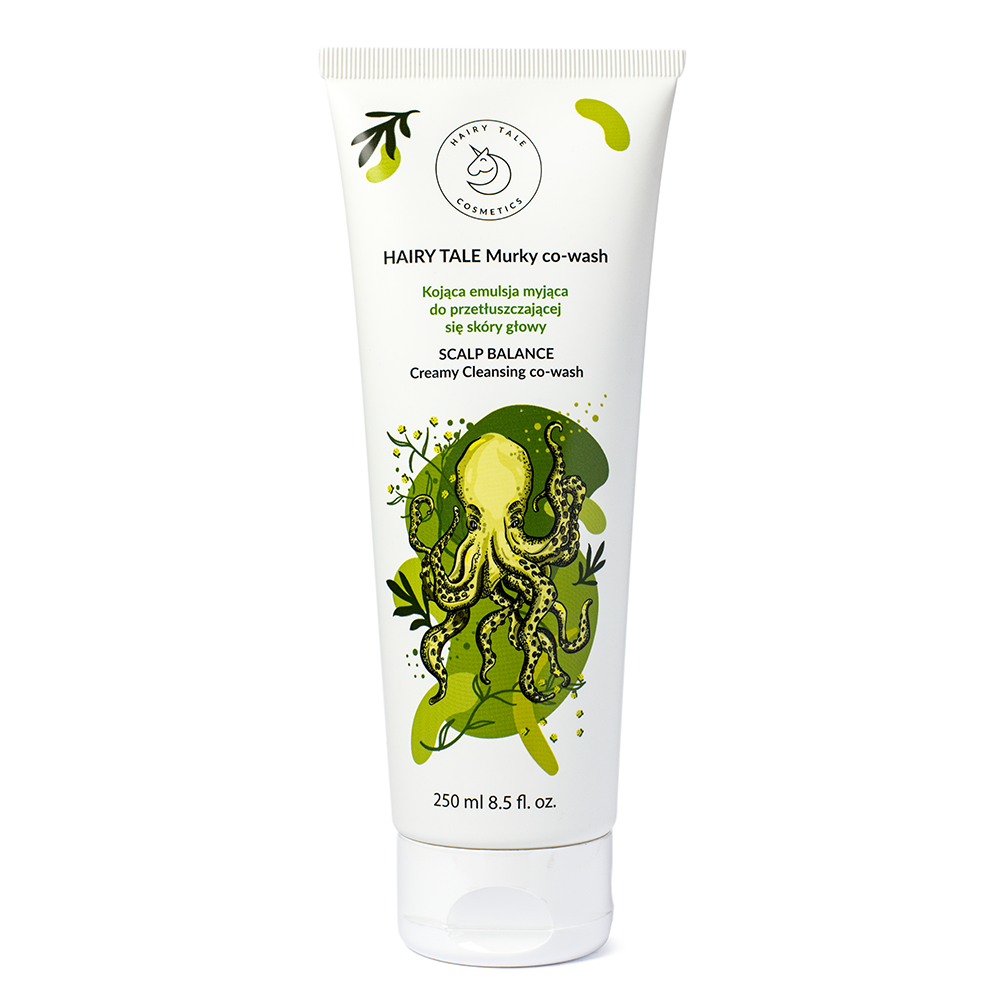 HAIRY TALE
COSMETICS
HAIRY TALE Murky co-wash
Kojąca emulsja myjąca
do przetłuszczającej
się skóry głowy
SCALP BALANCE
Creamy Cleansing co-wash
250 ml 8.5 fl. oz.